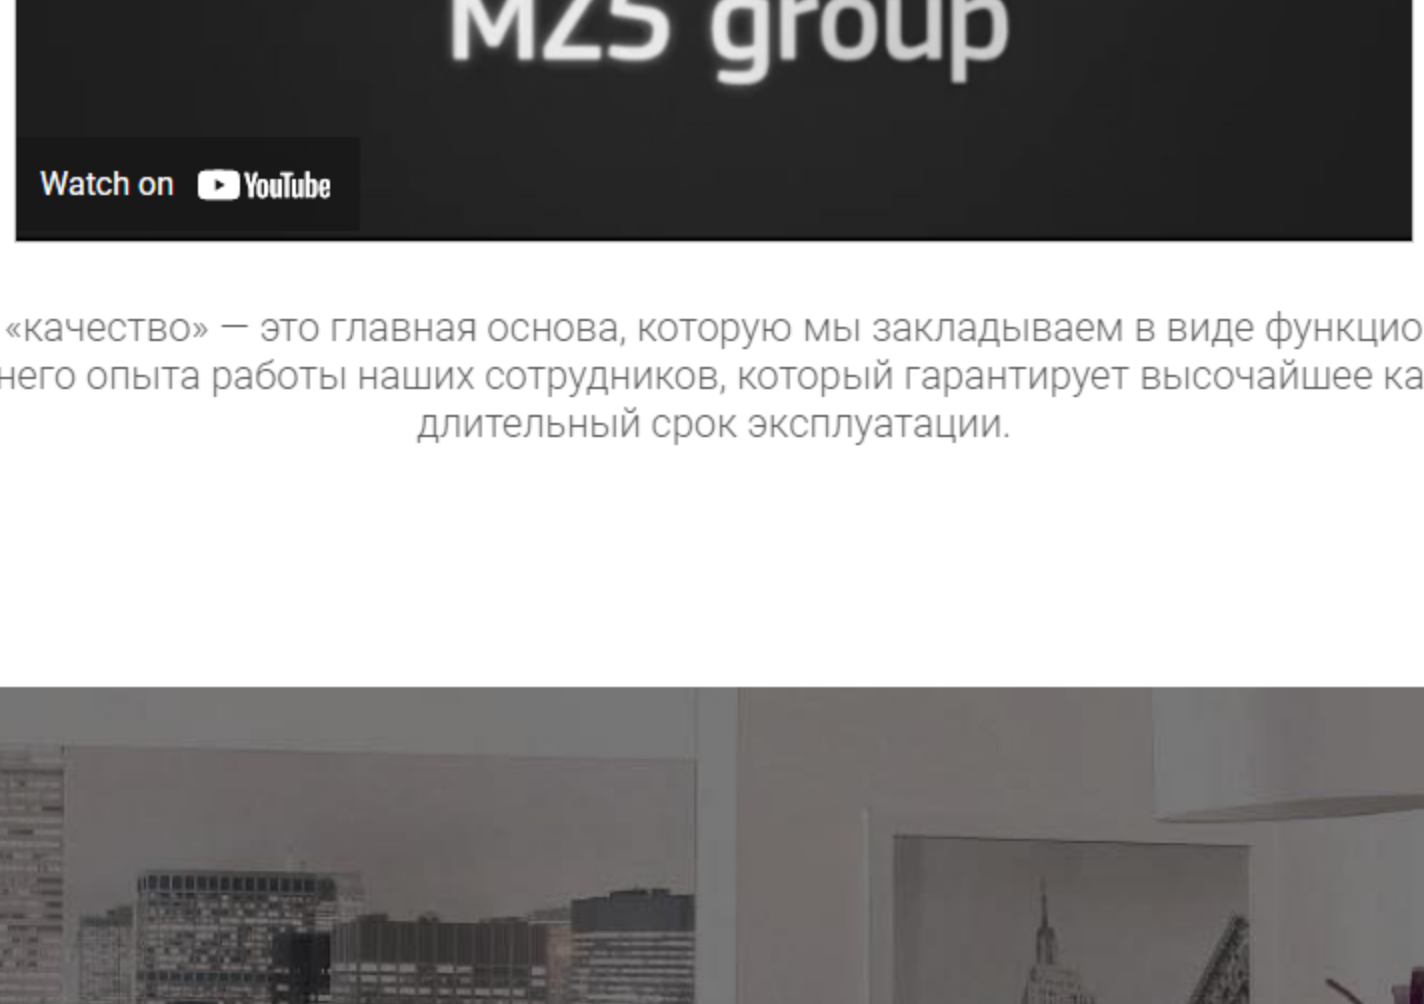 MZS group
Watch on YouTube
«качество» — это главная основа, которую мы закладываем в виде функцио
него опыта работы наших сотрудников, который гарантирует высочайшее ка
длительный срок эксплуатации.